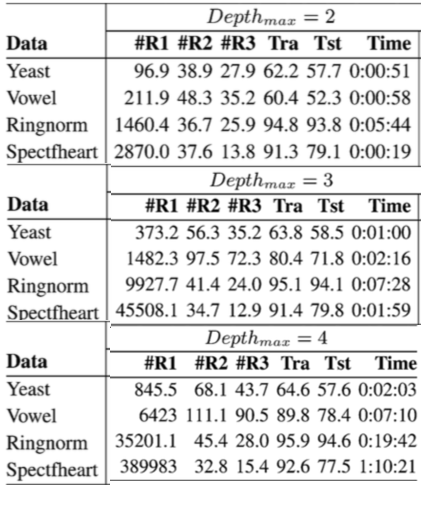 Depthmax = 2
Data #R1 #R2 #R3 Tra Tst Time
Yeast 96.9 38.9 27.9 62.2 57.7 0:00:51
Vowel 211.9 48.3 35.2 60.4 52.3 0:00:58
Ringnorm 1460.4 36.7 25.9 94.8 93.8 0:05:44
Spectfheart 2870.0 37.6 13.8 91.3 79.1 0:00:19
Depthmax = 3
Data #R1 #R2 #R3 Tra Tst Time
Yeast 373.2 56.3 35.2 63.8 58.5 0:01:00
Vowel 1482.3 97.5 72.3 80.4 71.8 0:02:16
Ringnorm 9927.7 41.4 24.0 95.1 94.1 0:07:28
Spectfheart 45508.1 34.7 12.9 91.4 79.8 0:01:59
Depthmax = 4
Data #R1 #R2 #R3 Tra Tst Time
Yeast 845.5 68.1 43.7 64.6 57.6 0:02:03
Vowel 6423 111.1 90.5 89.8 78.4 0:07:10
Ringnorm 35201.1 45.4 28.0 95.9 94.6 0:19:42
Spectfheart 389983 32.8 15.4 92.6 77.5 1:10:21